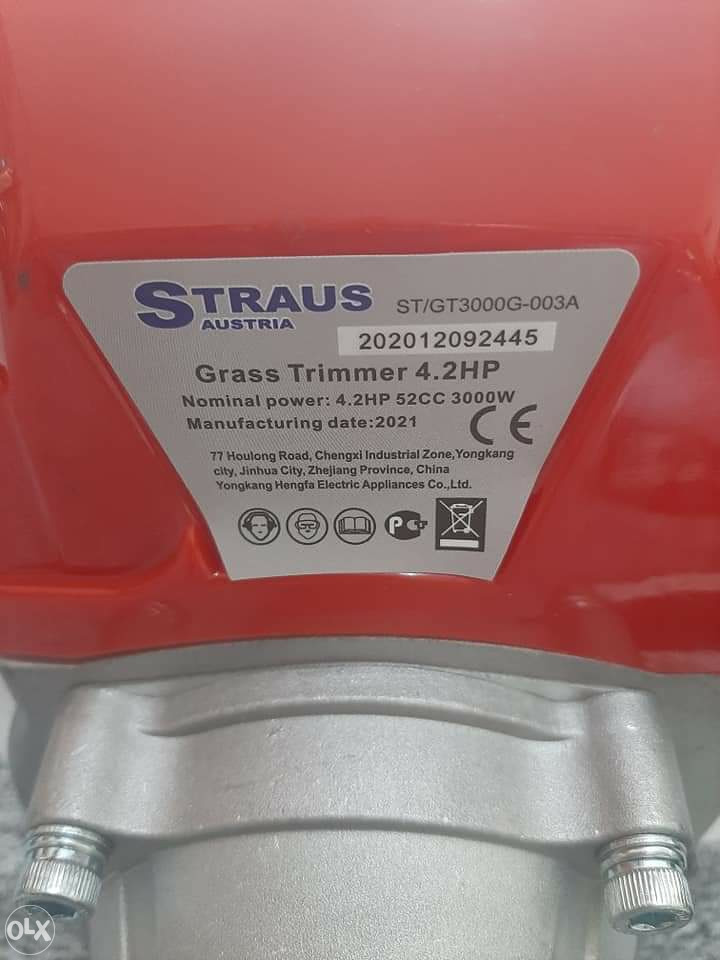 STRAUS
AUSTRIA
ST/GT3000G-003A
202012092445
Grass Trimmer 4.2HP
Nominal power: 4.2HP 52CC 3000W
Manufacturing date:2021
CE
77 Houlong Road, Chengxi Industrial Zone,Yongkang
city, Jinhua City, Zhejiang Province, China
Yongkang Hengfa Electric Appliances Co.,Ltd.
OLX